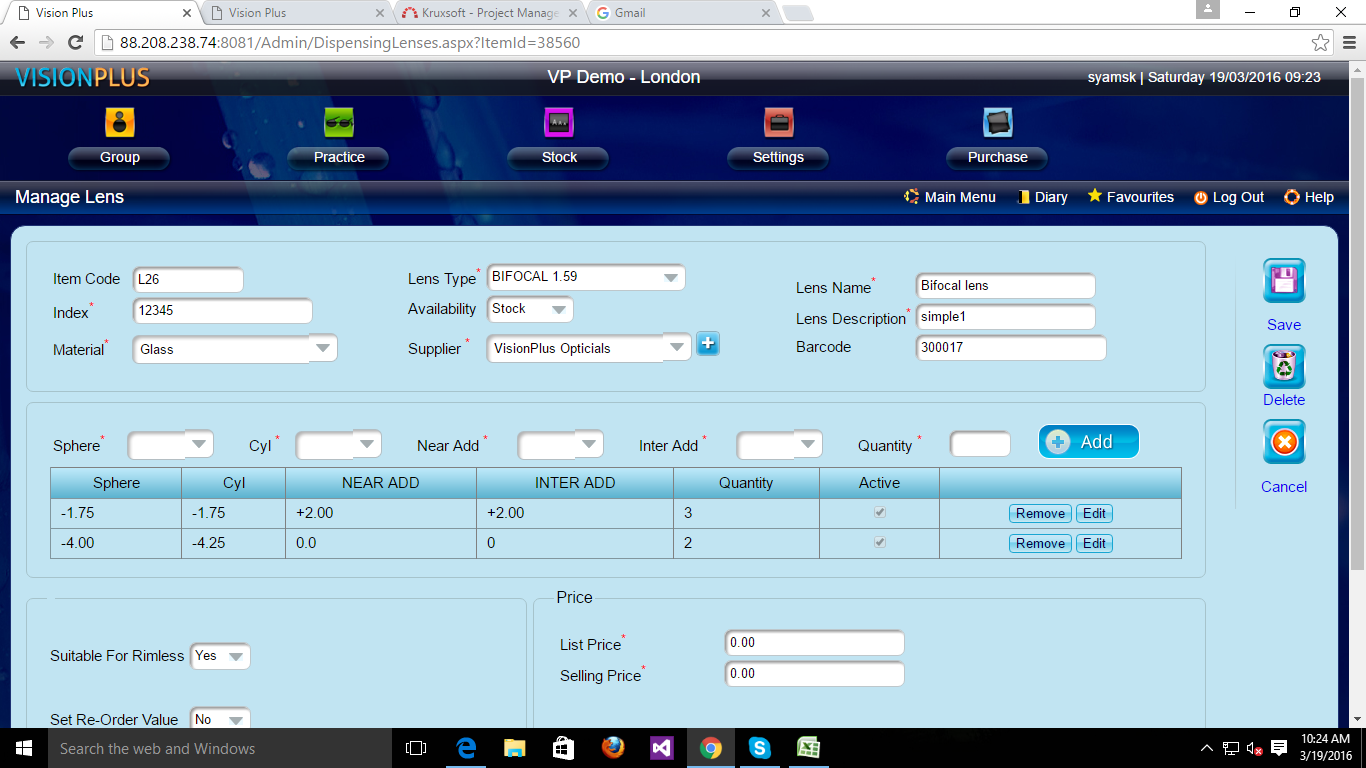 Vision Plus
Vision Plus
Kruxsoft - Project Manage
Gmail
88.208.238.74:8081/Admin/DispensingLenses.aspx?ItemId=38560
VISIONPLUS
VP Demo - London
syamsk | Saturday 19/03/2016 09:23
Group
Practice
Stock
Settings
Purchase
Manage Lens
Main Menu
Diary
Favourites
Log Out
Help
Item Code L26
Lens Type* BIFOCAL 1.59
Lens Name* Bifocal lens
Index* 12345
Availability Stock
Lens Description* simple1
Material* Glass
Supplier* VisionPlus Opticials
Barcode 300017
Save
Delete
Cancel
Sphere* Cyl* Near Add* Inter Add* Quantity* Add
Sphere Cyl NEAR ADD INTER ADD Quantity Active
-1.75 -1.75 +2.00 +2.00 3 Remove Edit
-4.00 -4.25 0.0 0 2 Remove Edit
Suitable For Rimless Yes
Set Re-Order Value No
Price
List Price* 0.00
Selling Price* 0.00
Search the web and Windows
10:24 AM
3/19/2016